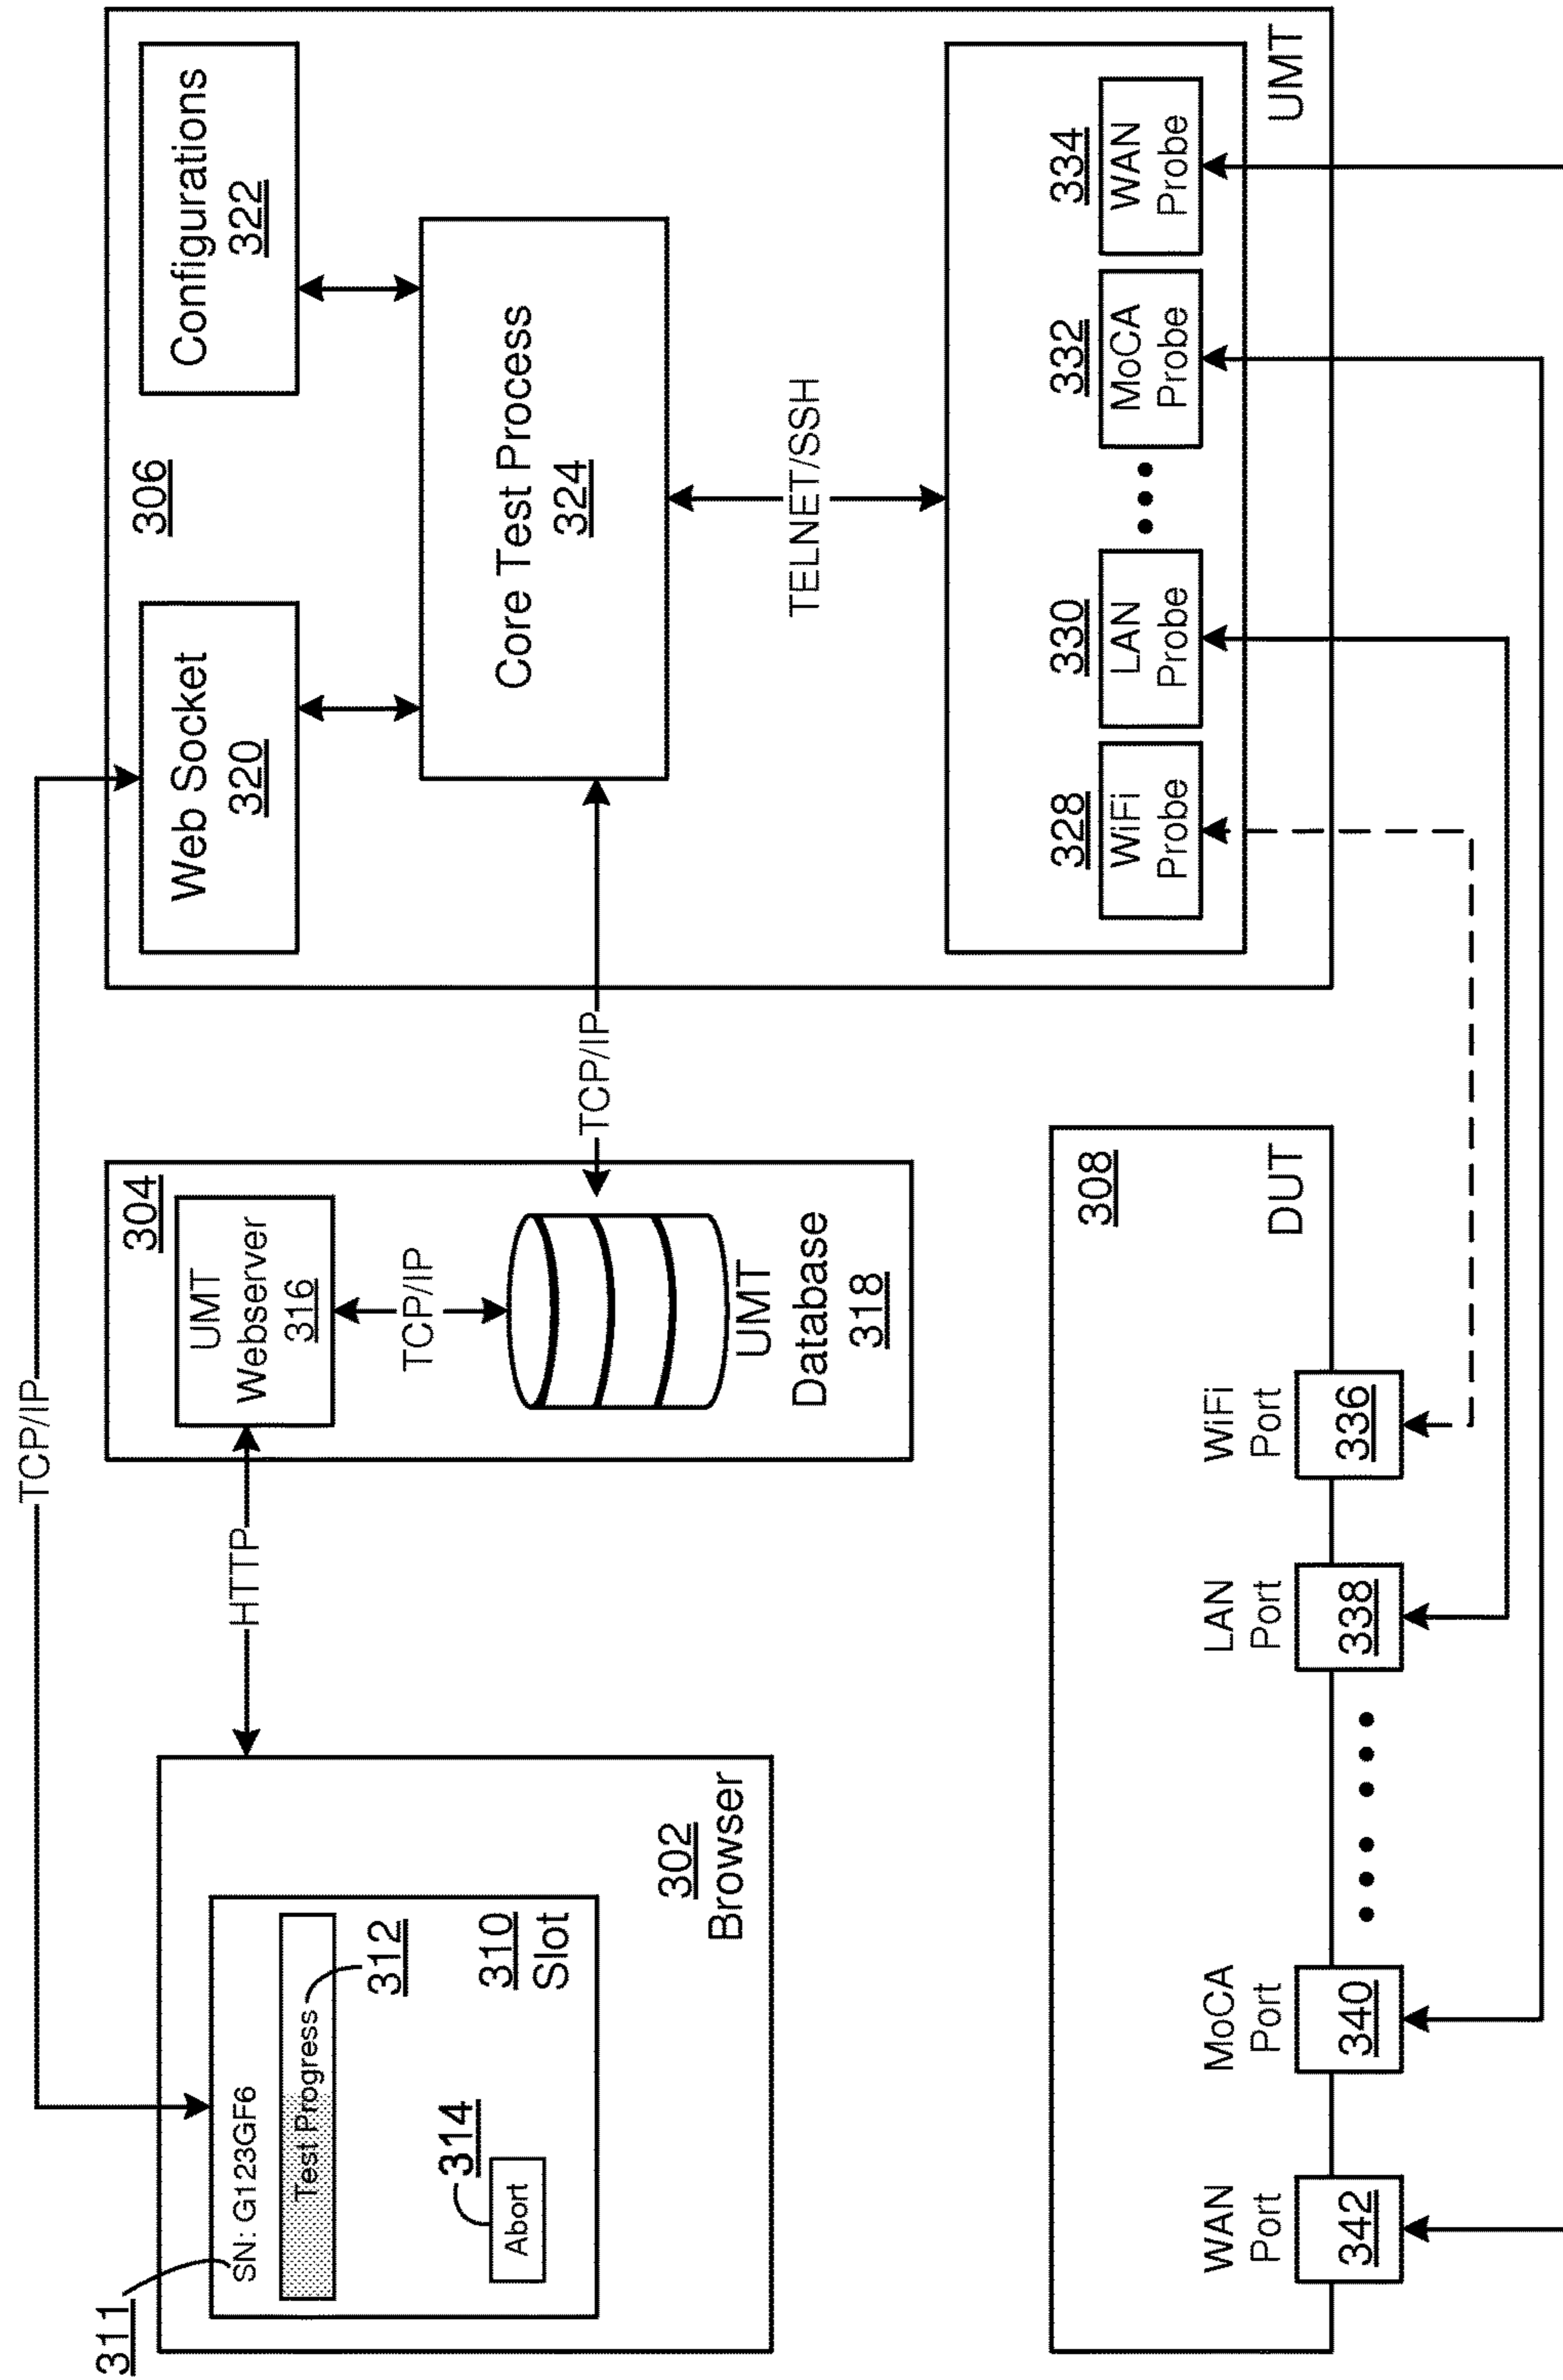 TCP/IP
311
SN: G123GF6
Test Progress
312
314
Abort
310
Slot
302
Browser
HTTP
304
UMT
Webserver
316
TCP/IP
UMT
Database
318
TCP/IP
306
Web Socket
320
Configurations
322
Core Test Process
324
TELNET/SSH
328
WiFi
Probe
330
LAN
Probe
332
MoCA
Probe
334
WAN
Probe
UMT
308
DUT
WAN
Port
342
MoCA
Port
340
LAN
Port
338
WiFi
Port
336